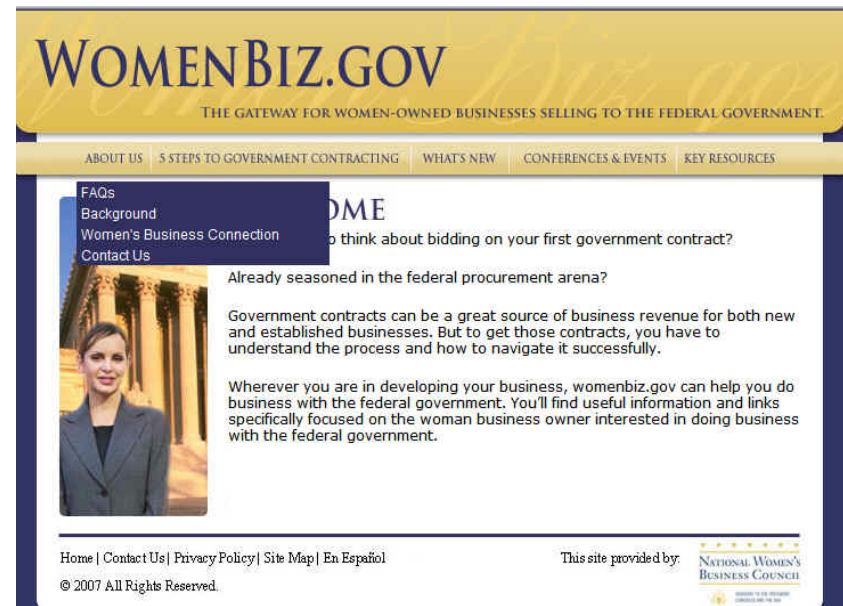 WOMENBIZ.GOV
THE GATEWAY FOR WOMEN-OWNED BUSINESSES SELLING TO THE FEDERAL GOVERNMENT.
ABOUT US 5 STEPS TO GOVERNMENT CONTRACTING WHAT'S NEW CONFERENCES & EVENTS KEY RESOURCES
FAQs
Background
Women's Business Connection
Contact Us
OME
o think about bidding on your first government contract?
Already seasoned in the federal procurement arena?
Government contracts can be a great source of business revenue for both new
and established businesses. But to get those contracts, you have to
understand the process and how to navigate it successfully.
Wherever you are in developing your business, womenbiz.gov can help you do
business with the federal government. You'll find useful information and links
specifically focused on the woman business owner interested in doing business
with the federal government.
Home | Contact Us | Privacy Policy | Site Map | En Español
This site provided by:
© 2007 All Rights Reserved.
NATIONAL WOMEN'S
BUSINESS COUNCIL